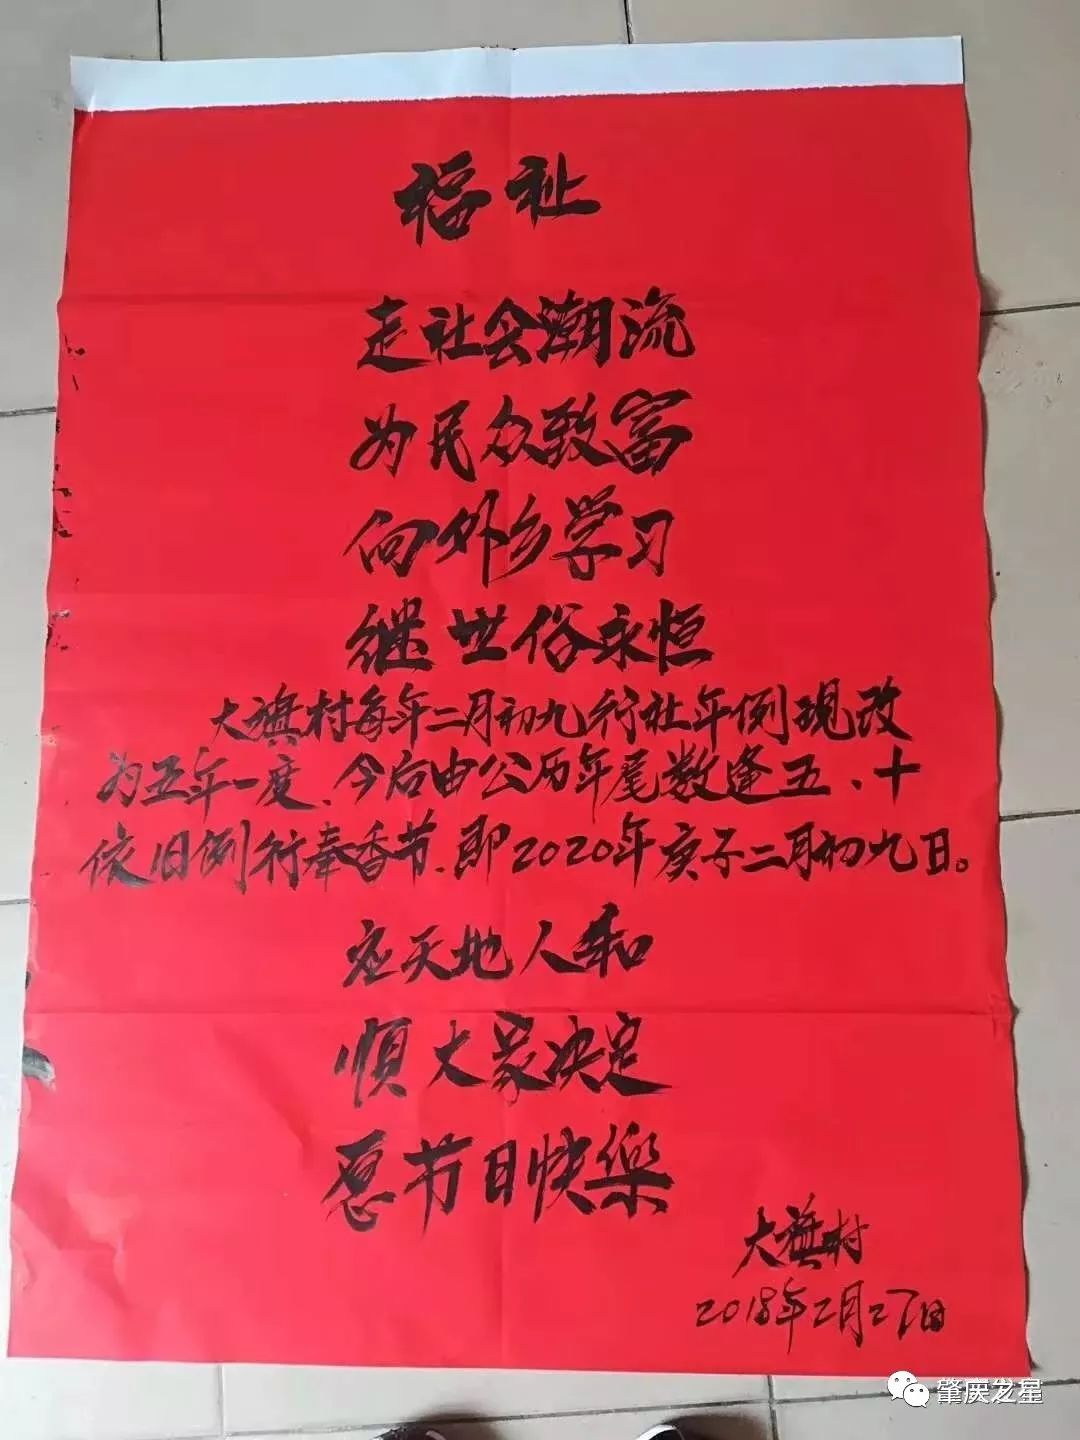 福祉
走社会潮流
为民众致富
向外乡学习
继世俗永恒
大旗村每年二月初九行社年例现改
为五年一度、今后由公历年尾数逢五、十
依旧例行奉香节、即2020年庚子二月初九日。
应天地人和
顺大家决定
愿节日快樂
大旗村
2018年2月27日
肇庆之星